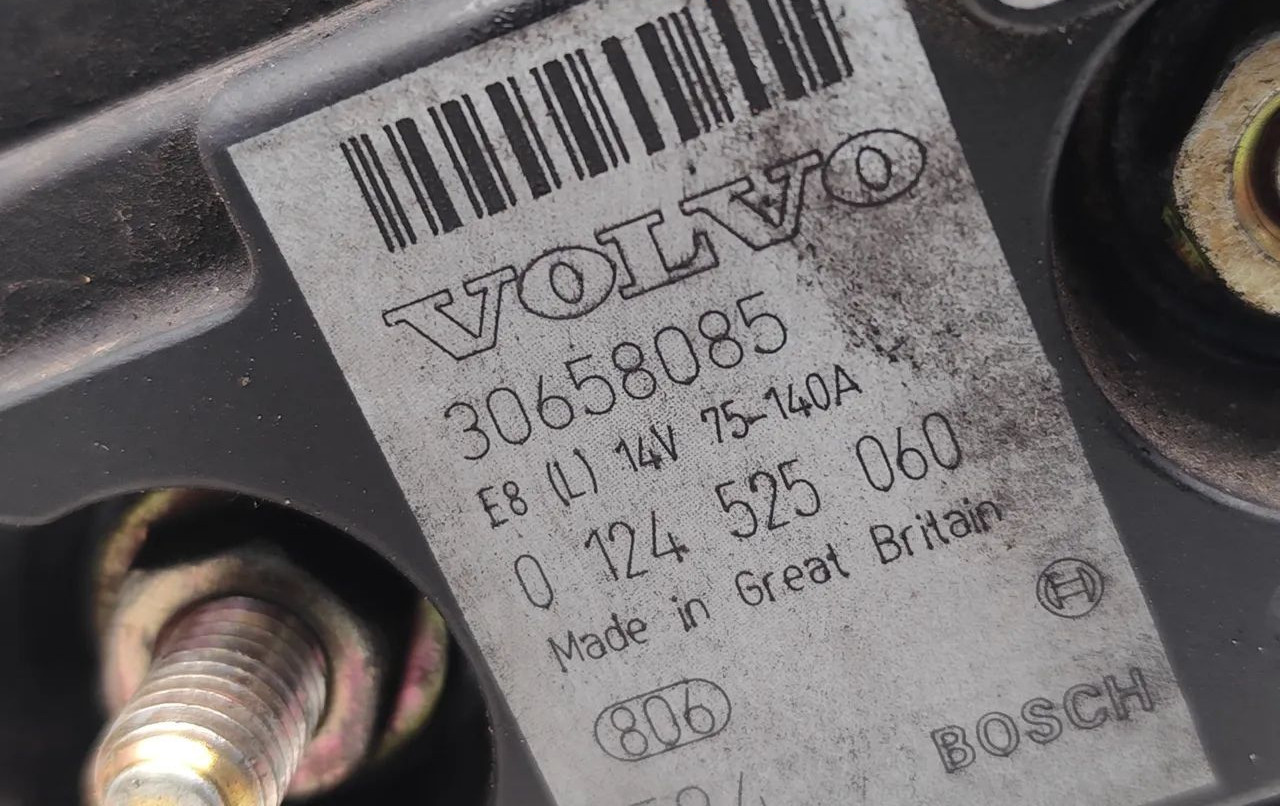 VOLVO
30658085
E8 (L) 14V 75-140A
0 124 525 060
Made in Great Britain
806
BOSCH